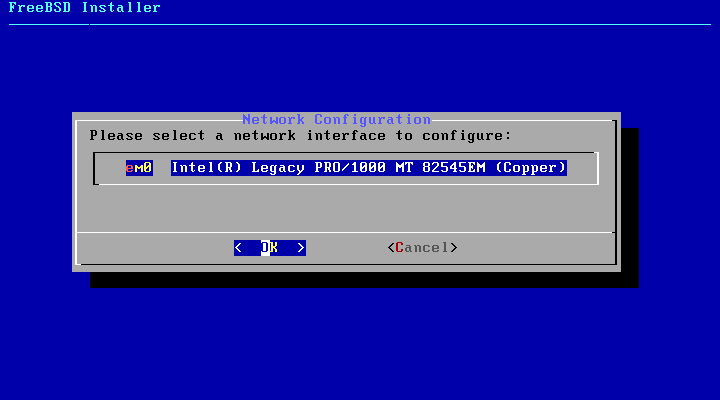 FreeBSD Installer
Network Configuration
Please select a network interface to configure:
em0 Intel(R) Legacy PRO/1000 MT 82545EM (Copper)
< OK > <Cancel>